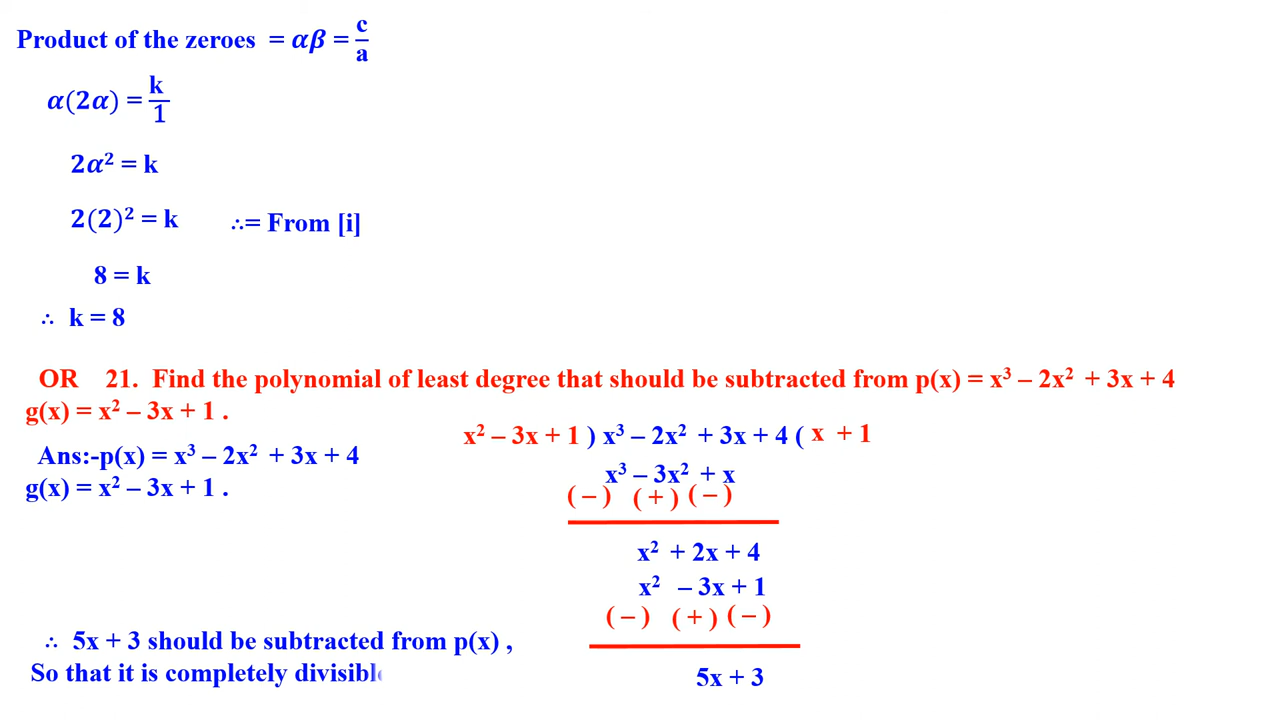 Product of the zeroes = αβ = c/a
α(2α) = k/1
2α² = k
2(2)² = k ∴= From [i]
8 = k
∴ k = 8
OR 21. Find the polynomial of least degree that should be subtracted from p(x) = x³ – 2x² + 3x + 4
g(x) = x² – 3x + 1 .
x² – 3x + 1 ) x³ – 2x² + 3x + 4 ( x + 1
Ans:-p(x) = x³ – 2x² + 3x + 4
x³ – 3x² + x
g(x) = x² – 3x + 1 .
( – ) ( + ) ( – )
x² + 2x + 4
x² – 3x + 1
( – ) ( + ) ( – )
∴ 5x + 3 should be subtracted from p(x) ,
So that it is completely divisible
5x + 3